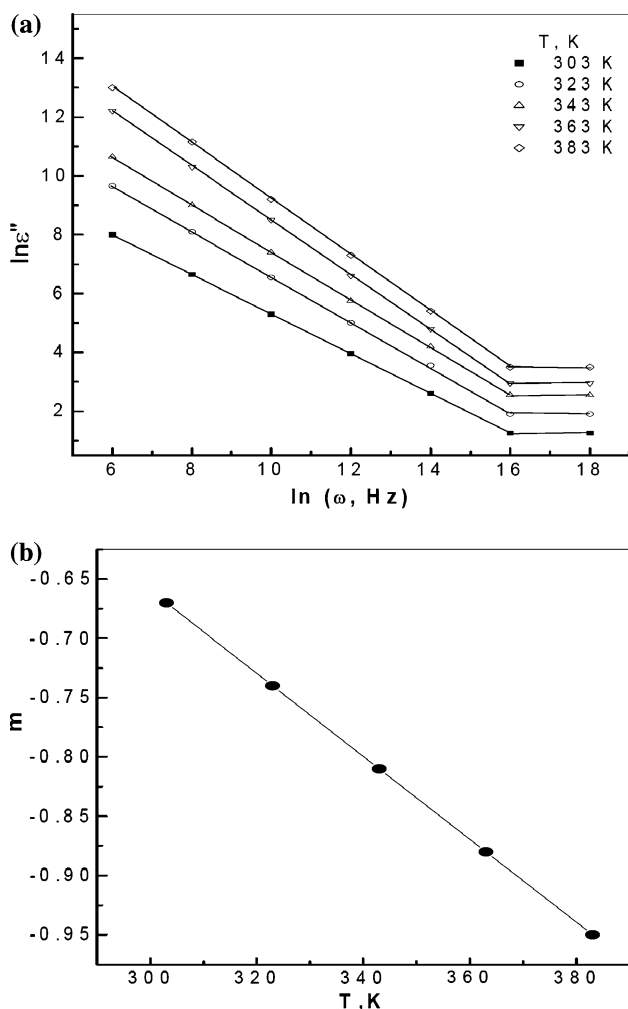 (a)
T, K
303 K
323 K
343 K
363 K
383 K
14
12
10
8
6
4
2
lnε"
6 8 10 12 14 16 18
ln (ω, Hz)
(b)
-0.65
-0.70
-0.75
-0.80
-0.85
-0.90
-0.95
m
300 320 340 360 380
T,K